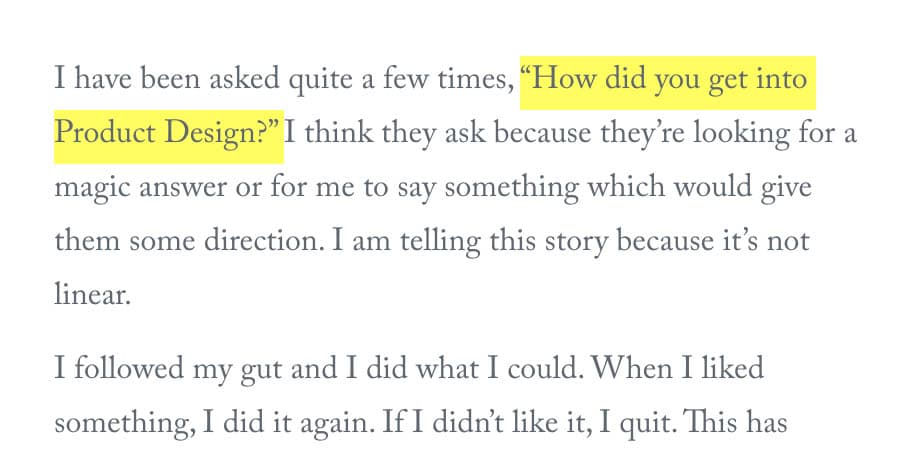 I have been asked quite a few times, “How did you get into
Product Design?” I think they ask because they’re looking for a
magic answer or for me to say something which would give
them some direction. I am telling this story because it’s not
linear.
I followed my gut and I did what I could. When I liked
something, I did it again. If I didn’t like it, I quit. This has